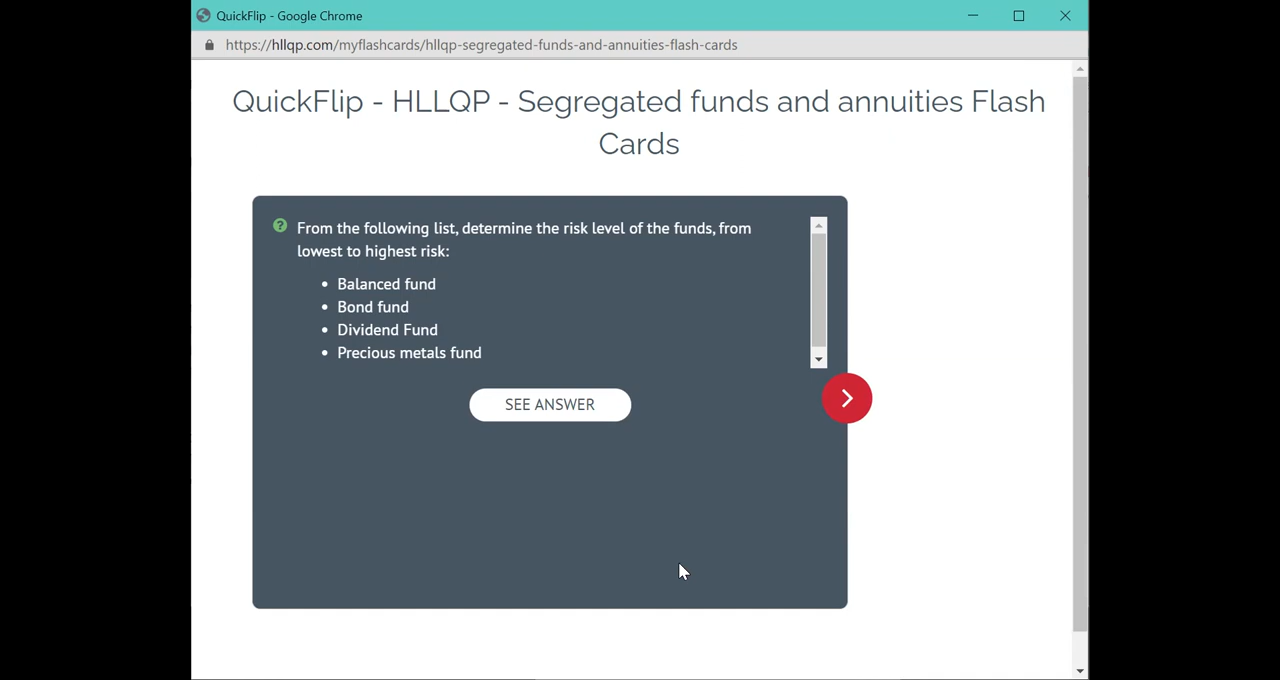 QuickFlip - Google Chrome
https://hllqp.com/myflashcards/hllqp-segregated-funds-and-annuities-flash-cards
QuickFlip - HLLQP - Segregated funds and annuities Flash
Cards
From the following list, determine the risk level of the funds, from
lowest to highest risk:
• Balanced fund
• Bond fund
• Dividend Fund
• Precious metals fund
SEE ANSWER